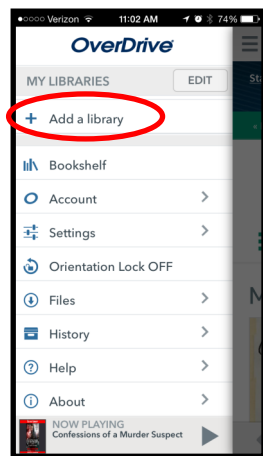 Verizon 11:02 AM 74%
OverDrive
MY LIBRARIES EDIT
+ Add a library
Bookshelf
Account
Settings
Orientation Lock OFF
Files
History
Help
About
NOW PLAYING
Confessions of a Murder Suspect